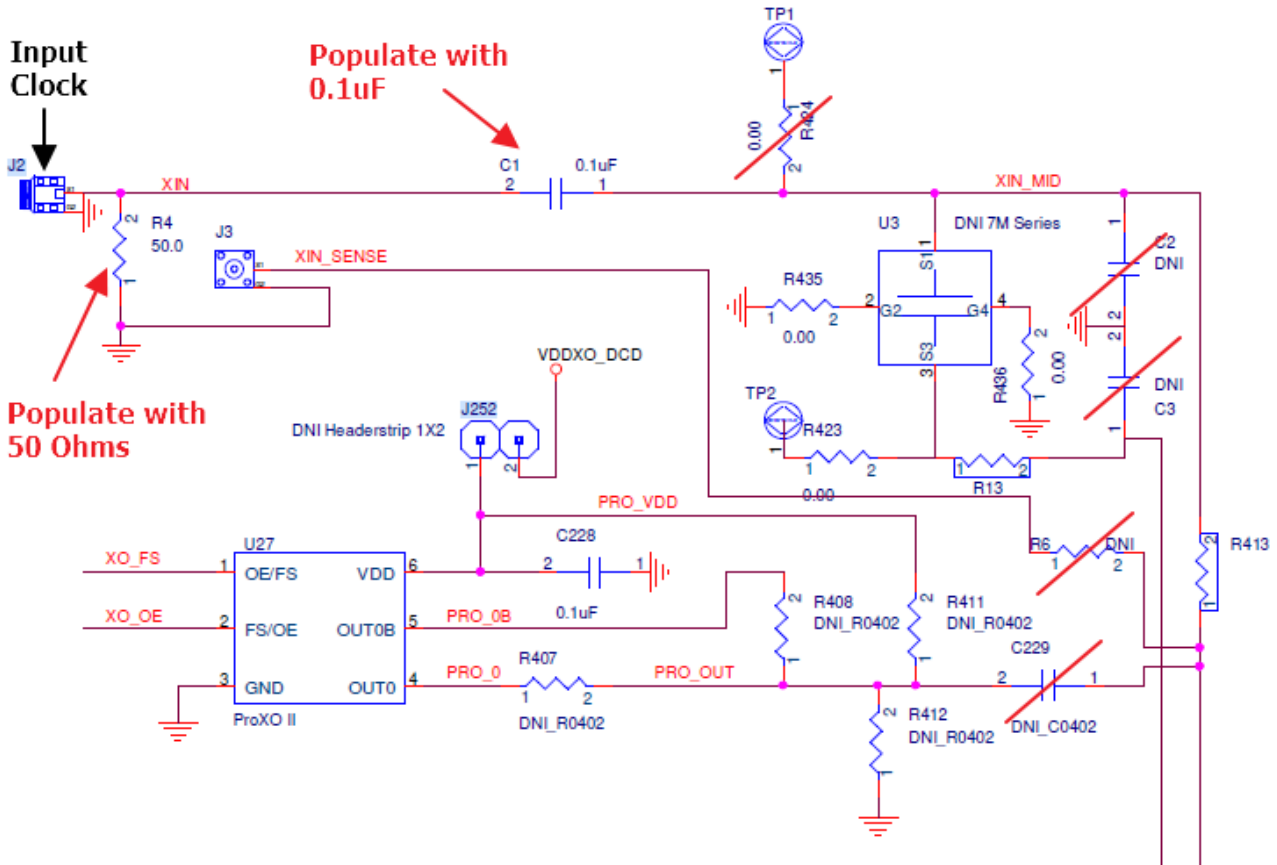 TP1
Input
Clock
Populate with
0.1uF
1
0.00
1
R424
2
J2
XIN
C1
0.1uF
2
1
XIN_MID
2
R4
50.0
1
J3
XIN_SENSE
U3
DNI 7M Series
1
S1
1
C2
DNI
2
R435
2
G2
G4
4
1
2
0.00
S3
3
2
R436
0.00
1
2
DNI
C3
1
VDDXO_DCD
Populate with
50 Ohms
J252
DNI Headerstrip 1X2
1
2
TP2
1
R423
1
2
0.00
1
2
R13
PRO_VDD
R6
DNI
1
2
2
R413
1
U27
C228
2
1
0.1uF
XO_FS
1
OE/FS
VDD
6
XO_OE
2
FS/OE
OUT0B
5
PRO_0B
3
GND
OUT0
4
PRO_0
ProXO II
R407
1
2
DNI_R0402
PRO_OUT
2
R408
DNI_R0402
1
2
R411
DNI_R0402
1
C229
2
1
DNI_C0402
2
R412
DNI_R0402
1